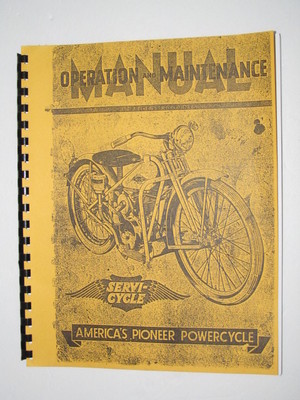 MANUAL
OPERATION AND MAINTENANCE
SERVI-
CYCLE
AMERICA'S PIONEER POWERCYCLE